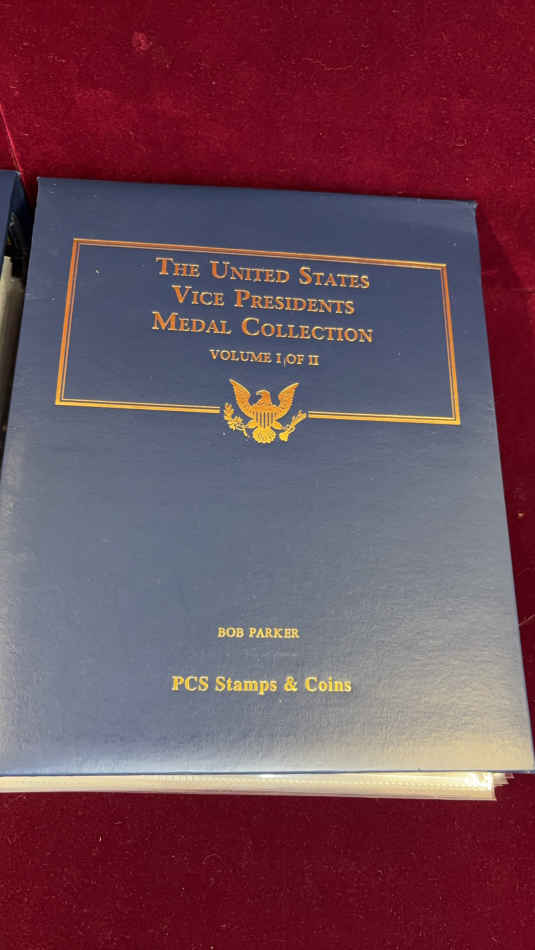 The United States
Vice Presidents
Medal Collection
VOLUME I OF II
BOB PARKER
PCS Stamps & Coins